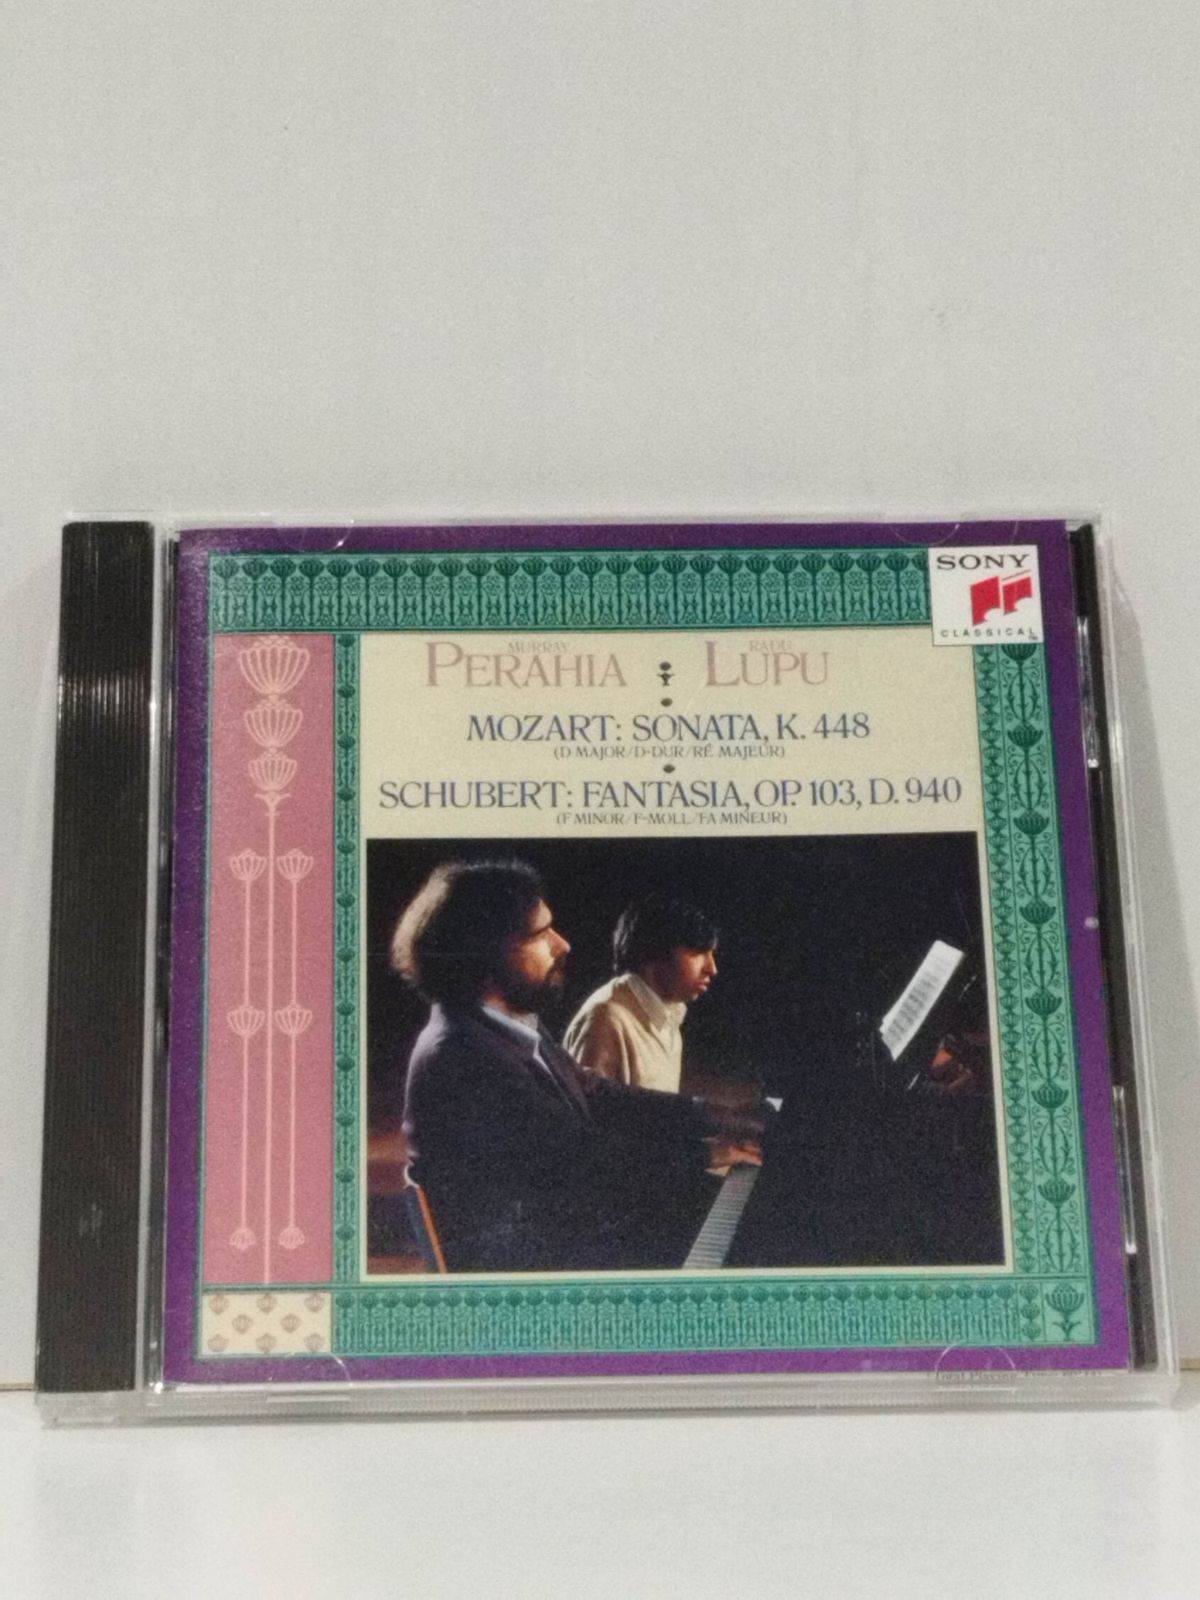 SONY
CLASSICAL™
MURRAY RADU
PERAHIA LUPU
MOZART: SONATA, K. 448
(D MAJOR/D-DUR/RÉ MAJEUR)
SCHUBERT: FANTASIA, OP. 103, D. 940
(F MINOR/F-MOLL/FA MINEUR)